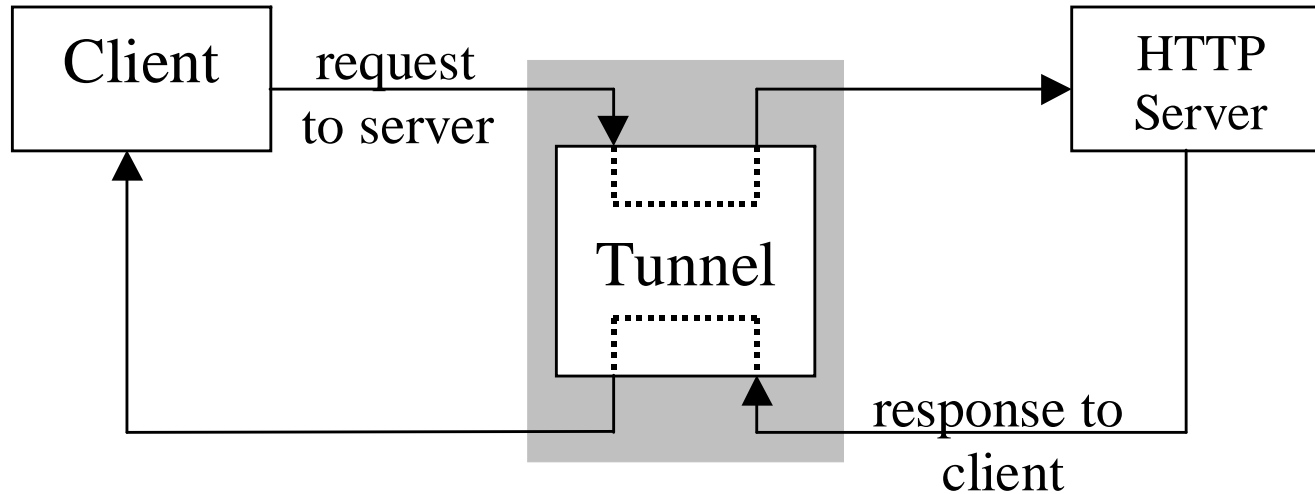 Client
request
to server
HTTP
Server
Tunnel
response to
client